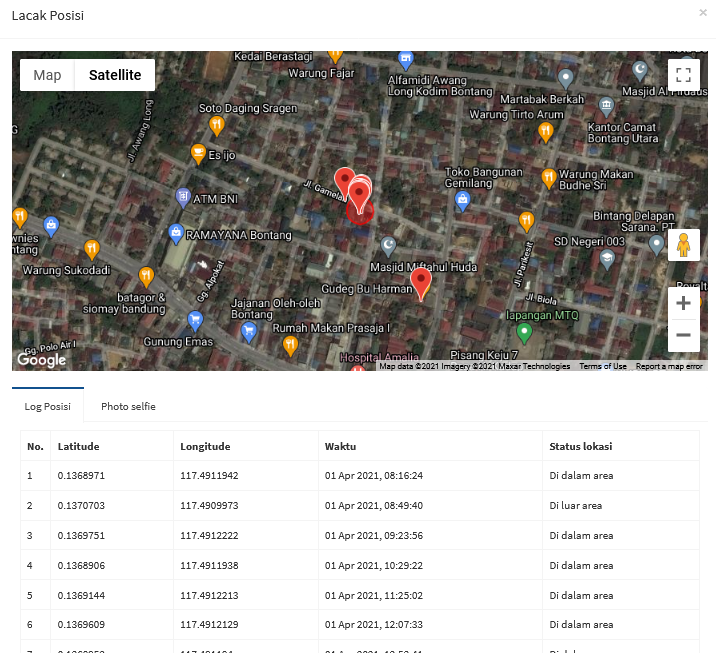 Lacak Posisi
×
Map
Satellite
Kedai Berastagi
Warung Fajar
Alfamidi Awang
Long Kodim Bontang
Martabak Berkah
Masjid Al Firdaus
Soto Daging Sragen
Warung Tirto Arum
Kantor Camat
Bontang Utara
Jl. Awang Long
Es ijo
Toko Bangunan
Gemilang
Warung Makan
Budhe Sri
ATM BNI
Bintang Delapan
Sarana. PT
RAMAYANA Bontang
SD Negeri 003
Warung Sukodadi
Gg. Alpokat
Masjid Miftahul Huda
Jl. Parikesit
batagor &
siomay bandung
Gudeg Bu Harman
Jl. Biola
Jajanan Oleh-oleh
Bontang
lapangan MTQ
Rumah Makan Prasaja I
Gunung Emas
Gg. Polo Air I
Hospital Amalia
Pisang Keju 7
Google
Map data ©2021 Imagery ©2021 Maxar Technologies
Terms of Use
Report a map error
Log Posisi
Photo selfie
No. Latitude Longitude Waktu Status lokasi
1 0.1368971 117.4911942 01 Apr 2021, 08:16:24 Di dalam area
2 0.1370703 117.4909973 01 Apr 2021, 08:49:40 Di luar area
3 0.1369751 117.4912222 01 Apr 2021, 09:23:56 Di dalam area
4 0.1368906 117.4911938 01 Apr 2021, 10:29:22 Di dalam area
5 0.1369144 117.4912213 01 Apr 2021, 11:25:02 Di dalam area
6 0.1369609 117.4912129 01 Apr 2021, 12:07:33 Di dalam area